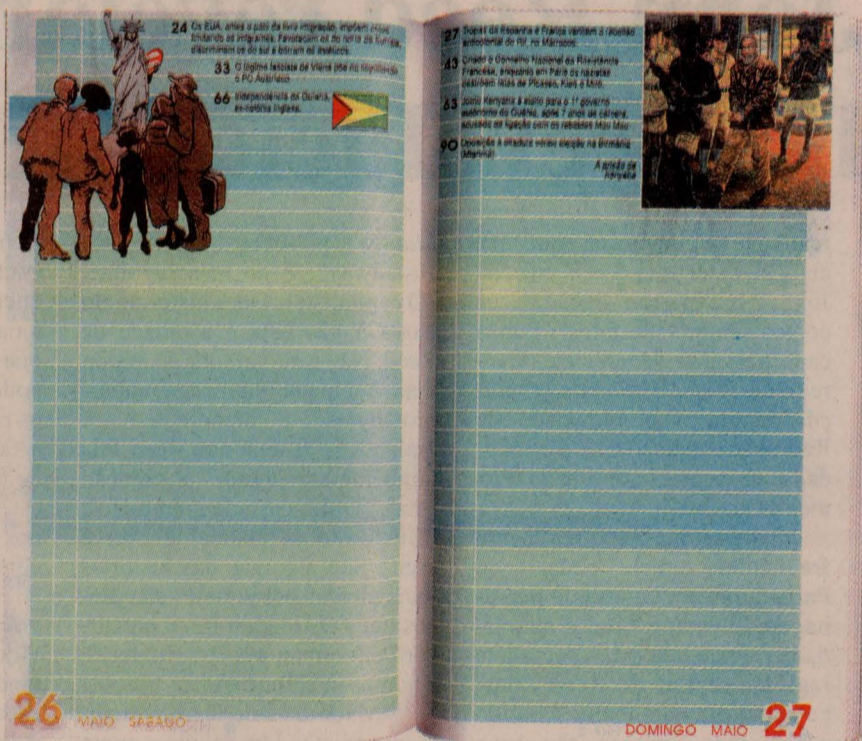 24 Os EUA, antes o país da livre imigração, impõem cotas
limitando os imigrantes. Favorecem os do norte da Europa,
discriminam os do sul e barram os asiáticos.
33 O regime fascista de Viena põe na ilegalidade
o PC Austríaco.
66 Independência da Guiana,
ex-colônia inglesa.
26 MAIO SÁBADO
27 Tropas da Espanha e França vencem a rebelião
anticolonial do Rif, no Marrocos.
43 Criado o Conselho Nacional da Resistência
Francesa, enquanto em Paris os nazistas
destroem telas de Picasso, Klee e Miró.
63 Jomo Kenyatta é eleito para o 1º governo
autônomo do Quênia, após 7 anos de cárcere,
acusado de ligação com os rebeldes Mau Mau.
90 Oposição à ditadura vence eleição na Birmânia
A prisão de
Kenyatta
DOMINGO MAIO 27